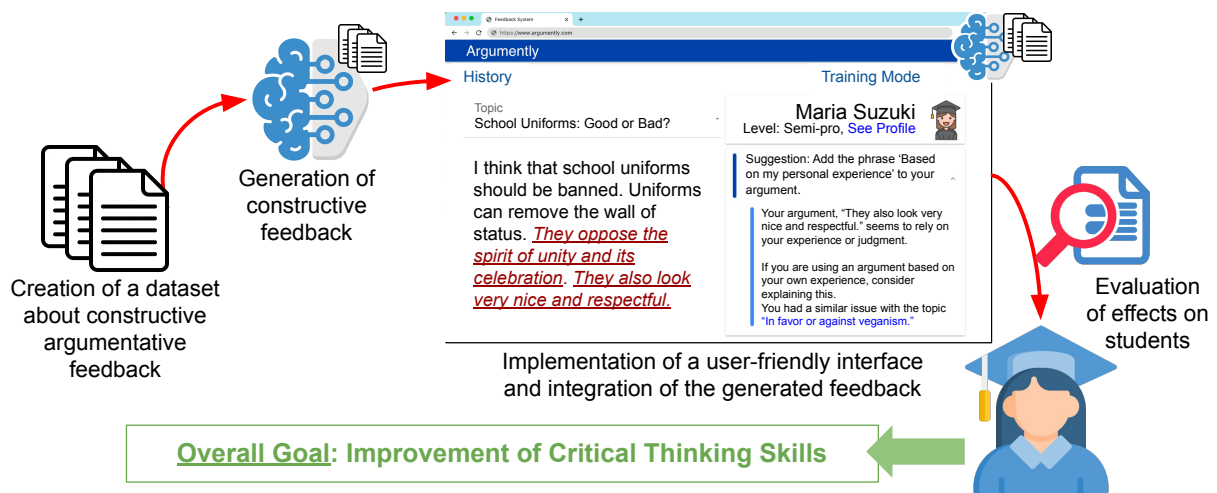 Feedback System
https://www.argumently.com
Argumently
History
Training Mode
Topic
School Uniforms: Good or Bad?
Maria Suzuki
Level: Semi-pro, See Profile
I think that school uniforms
should be banned. Uniforms
can remove the wall of
status. They oppose the
spirit of unity and its
celebration. They also look
very nice and respectful.
Suggestion: Add the phrase ‘Based
on my personal experience’ to your
argument.
Your argument, “They also look very
nice and respectful.” seems to rely on
your experience or judgment.
If you are using an argument based on
your own experience, consider
explaining this.
You had a similar issue with the topic
“In favor or against veganism.”
Creation of a dataset
about constructive
argumentative
feedback
Generation of
constructive
feedback
Implementation of a user-friendly interface
and integration of the generated feedback
Evaluation
of effects on
students
Overall Goal: Improvement of Critical Thinking Skills